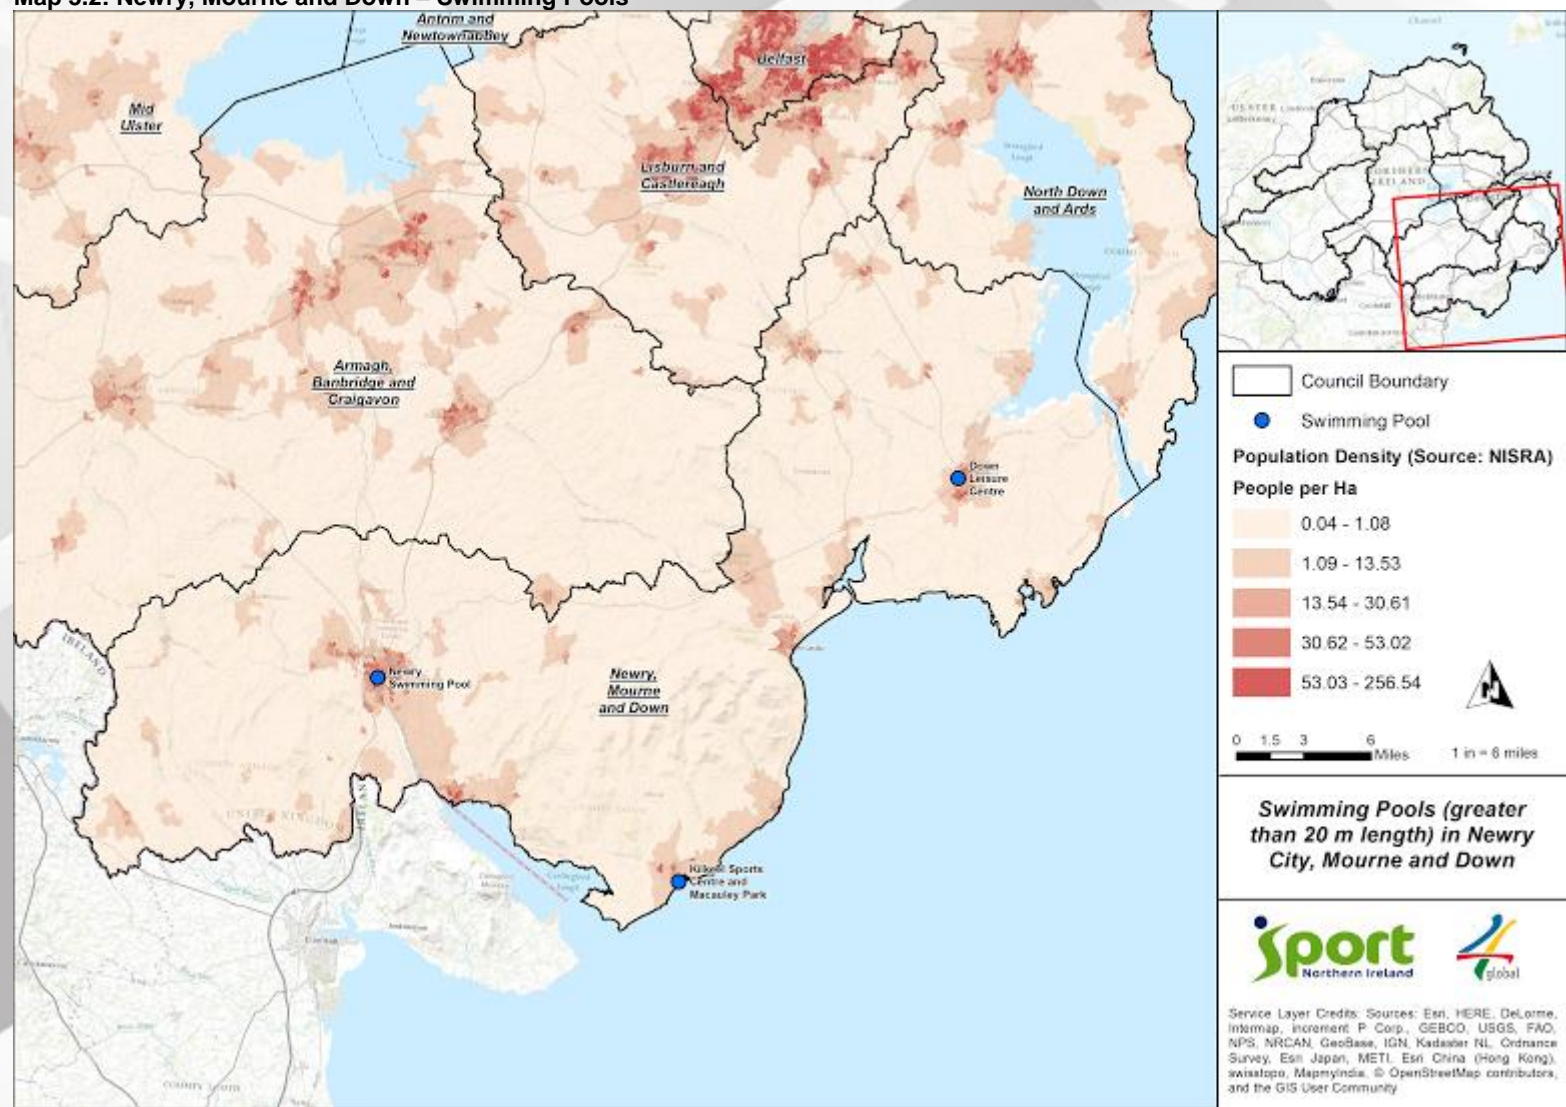 Map 3.2: Newry, Mourne and Down – Swimming Pools
Antrim and
Newtownabbey
Belfast
Mid
Ulster
Lisburn and
Castlereagh
North Down
and Ards
Armagh,
Banbridge and
Craigavon
Down
Leisure
Centre
Newry
Swimming Pool
Newry,
Mourne
and Down
Kilkeel Sports
Centre and
Macauley Park
IRELAND
UNITED KINGDOM
IRELAND
Council Boundary
Swimming Pool
Population Density (Source: NISRA)
People per Ha
0.04 - 1.08
1.09 - 13.53
13.54 - 30.61
30.62 - 53.02
53.03 - 256.54
N
0 1.5 3 6
Miles
1 in = 6 miles
Swimming Pools (greater
than 20 m length) in Newry
City, Mourne and Down
sport
Northern Ireland
4 global
Service Layer Credits: Sources: Esri, HERE, DeLorme,
Intermap, increment P Corp., GEBCO, USGS, FAO,
NPS, NRCAN, GeoBase, IGN, Kadaster NL, Ordnance
Survey, Esri Japan, METI, Esri China (Hong Kong),
swisstopo, MapmyIndia, © OpenStreetMap contributors,
and the GIS User Community